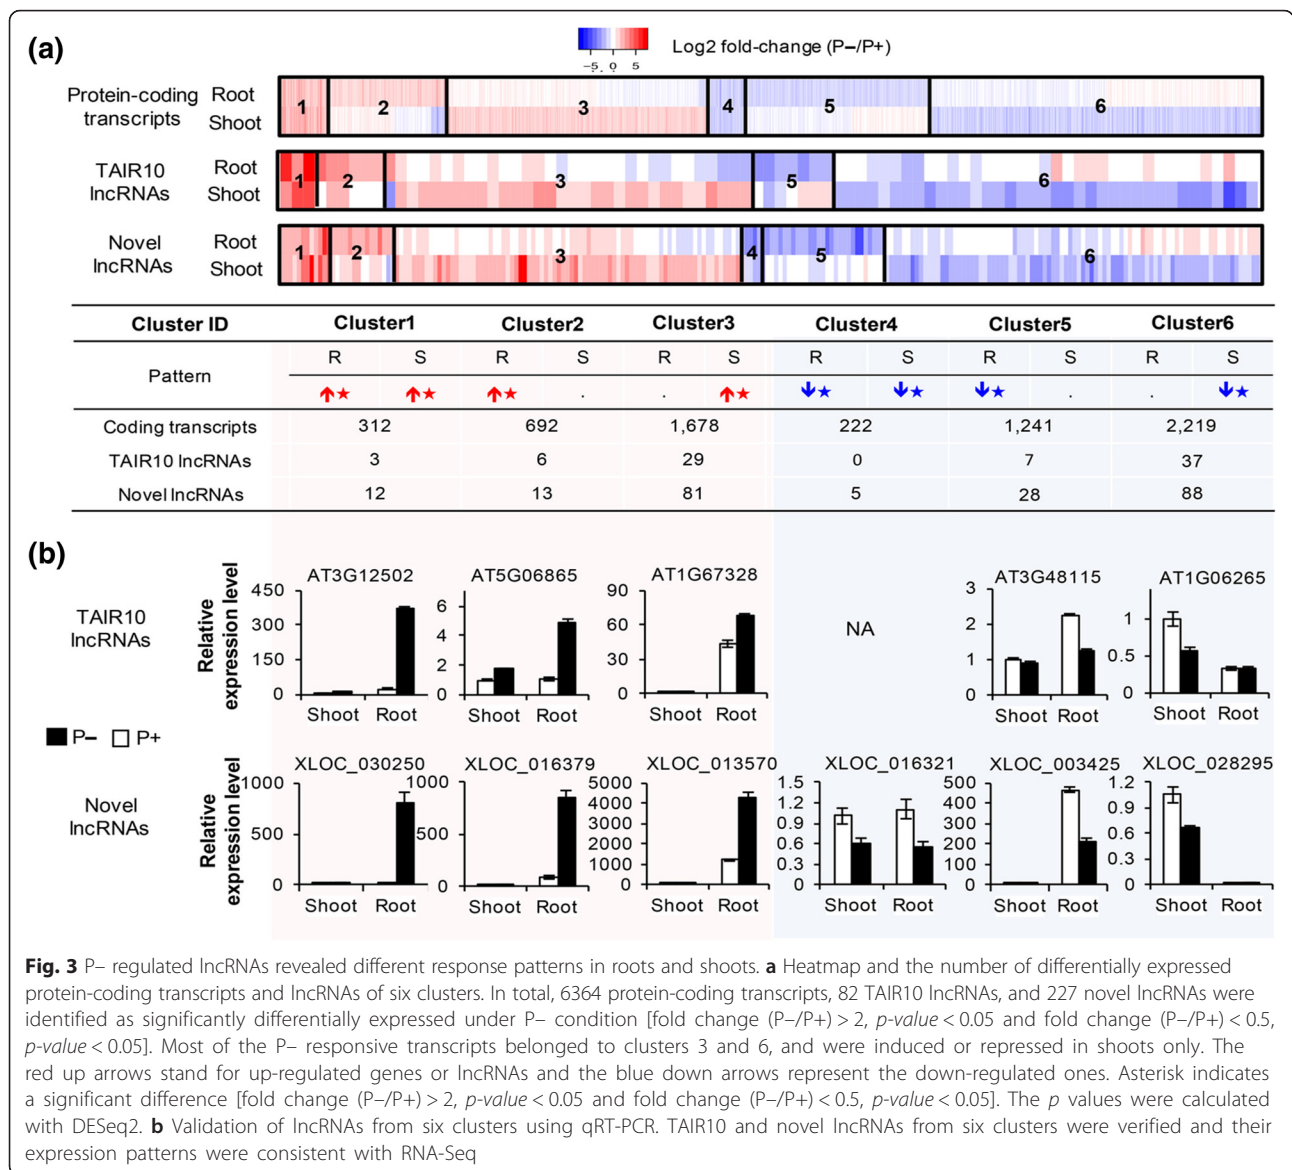 (a)
Log2 fold-change (P−/P+)
−5 . 0 5
Protein-coding transcripts Root Shoot 1 2 3 4 5 6
TAIR10 lncRNAs Root Shoot 1 2 3 5 6
Novel lncRNAs Root Shoot 1 2 3 4 5 6
Cluster ID Cluster1 Cluster2 Cluster3 Cluster4 Cluster5 Cluster6
Pattern R S R S R S R S R S R S
↑★ ↑★ ↑★ . . ↑★ ↓★ ↓★ ↓★ . . ↓★
Coding transcripts 312 692 1,678 222 1,241 2,219
TAIR10 lncRNAs 3 6 29 0 7 37
Novel lncRNAs 12 13 81 5 28 88
(b)
TAIR10 lncRNAs
Relative expression level
AT3G12502
450
300
150
0
Shoot Root
AT5G06865
6
4
2
0
Shoot Root
AT1G67328
90
60
30
0
Shoot Root
NA
AT3G48115
3
2
1
0
Shoot Root
AT1G06265
1
0.5
0
Shoot Root
P− P+
Novel lncRNAs
Relative expression level
XLOC_030250
1000
500
0
Shoot Root
XLOC_016379
1000
500
0
Shoot Root
XLOC_013570
5000
4000
3000
2000
1000
0
Shoot Root
XLOC_016321
1.5
1.2
0.9
0.6
0.3
0
Shoot Root
XLOC_003425
500
400
300
200
100
0
Shoot Root
XLOC_028295
1.2
0.9
0.6
0.3
0
Shoot Root
Fig. 3 P− regulated lncRNAs revealed different response patterns in roots and shoots. a Heatmap and the number of differentially expressed
protein-coding transcripts and lncRNAs of six clusters. In total, 6364 protein-coding transcripts, 82 TAIR10 lncRNAs, and 227 novel lncRNAs were
identified as significantly differentially expressed under P− condition [fold change (P−/P+) > 2, p-value < 0.05 and fold change (P−/P+) < 0.5,
p-value < 0.05]. Most of the P− responsive transcripts belonged to clusters 3 and 6, and were induced or repressed in shoots only. The
red up arrows stand for up-regulated genes or lncRNAs and the blue down arrows represent the down-regulated ones. Asterisk indicates
a significant difference [fold change (P−/P+) > 2, p-value < 0.05 and fold change (P−/P+) < 0.5, p-value < 0.05]. The p values were calculated
with DESeq2. b Validation of lncRNAs from six clusters using qRT-PCR. TAIR10 and novel lncRNAs from six clusters were verified and their
expression patterns were consistent with RNA-Seq